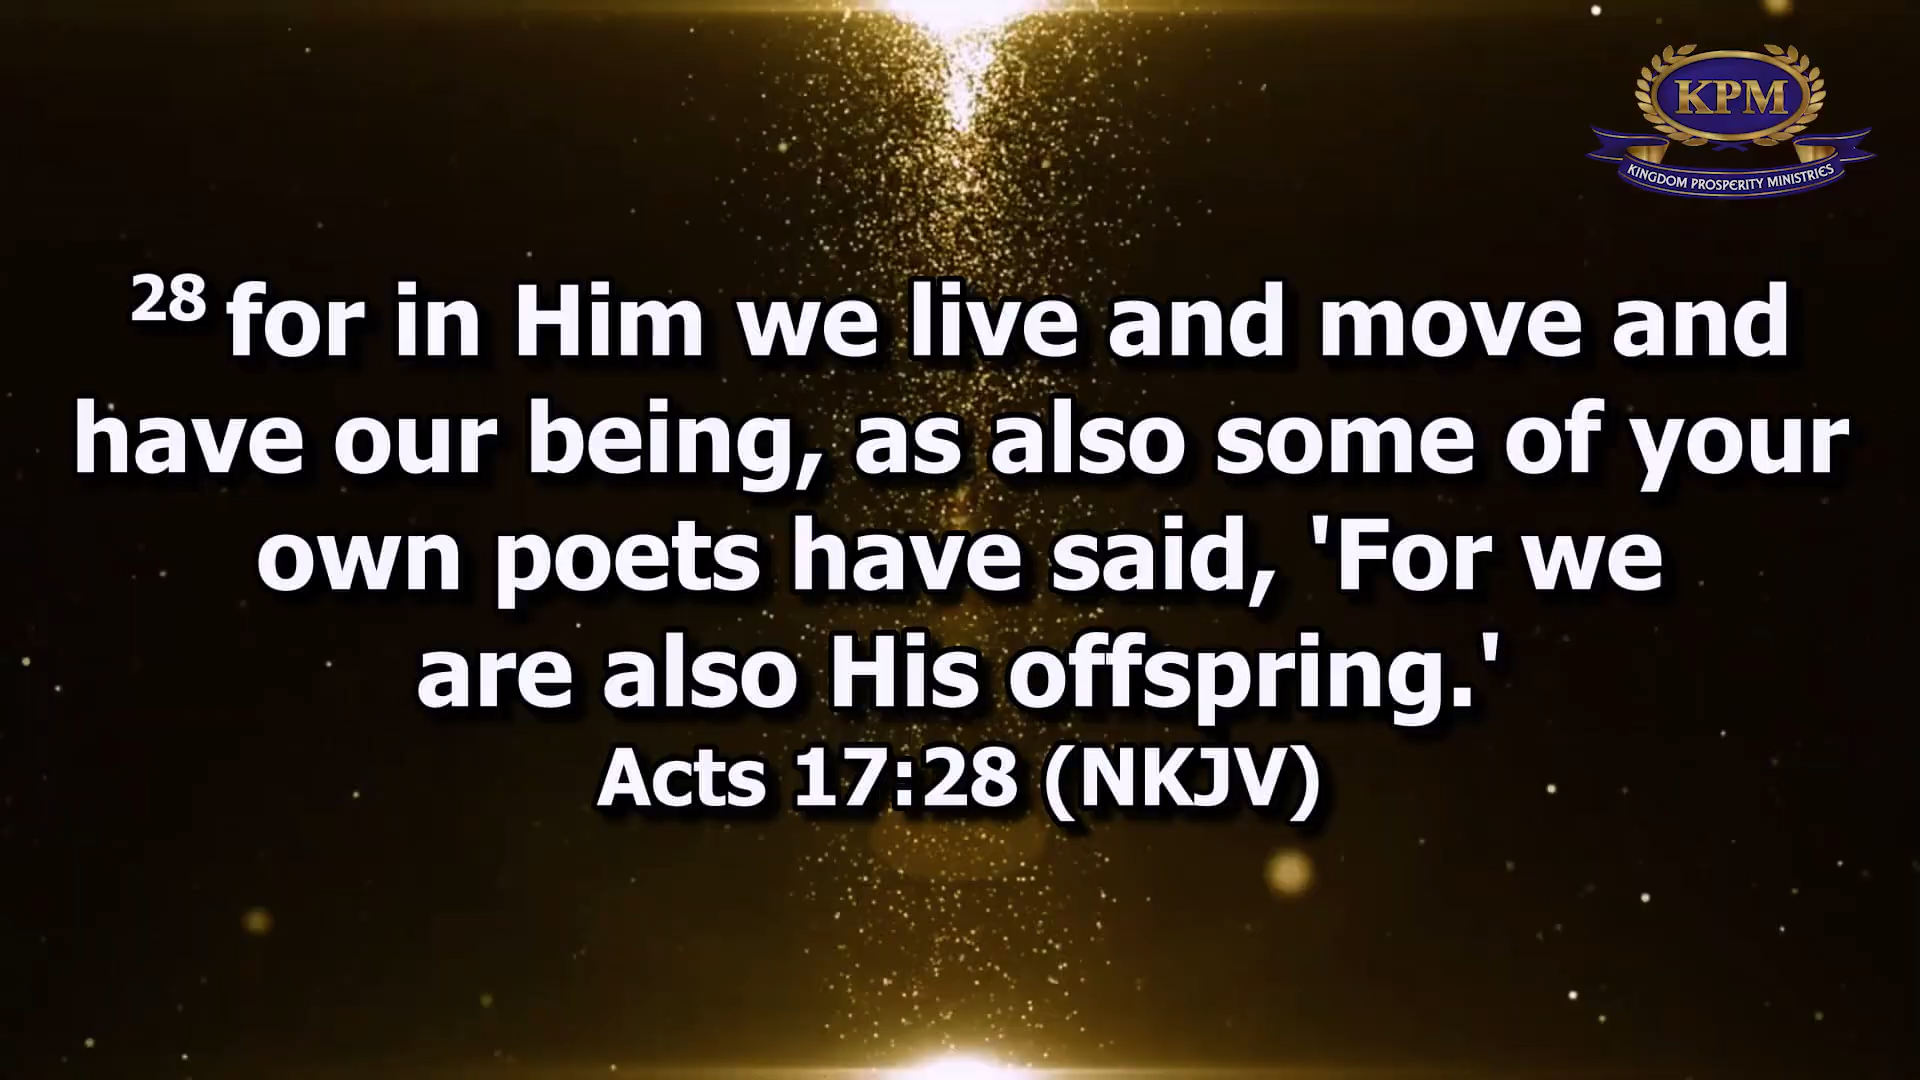 KPM
KINGDOM PROSPERITY MINISTRIES
28 for in Him we live and move and
have our being, as also some of your
own poets have said, 'For we
are also His offspring.'
Acts 17:28 (NKJV)